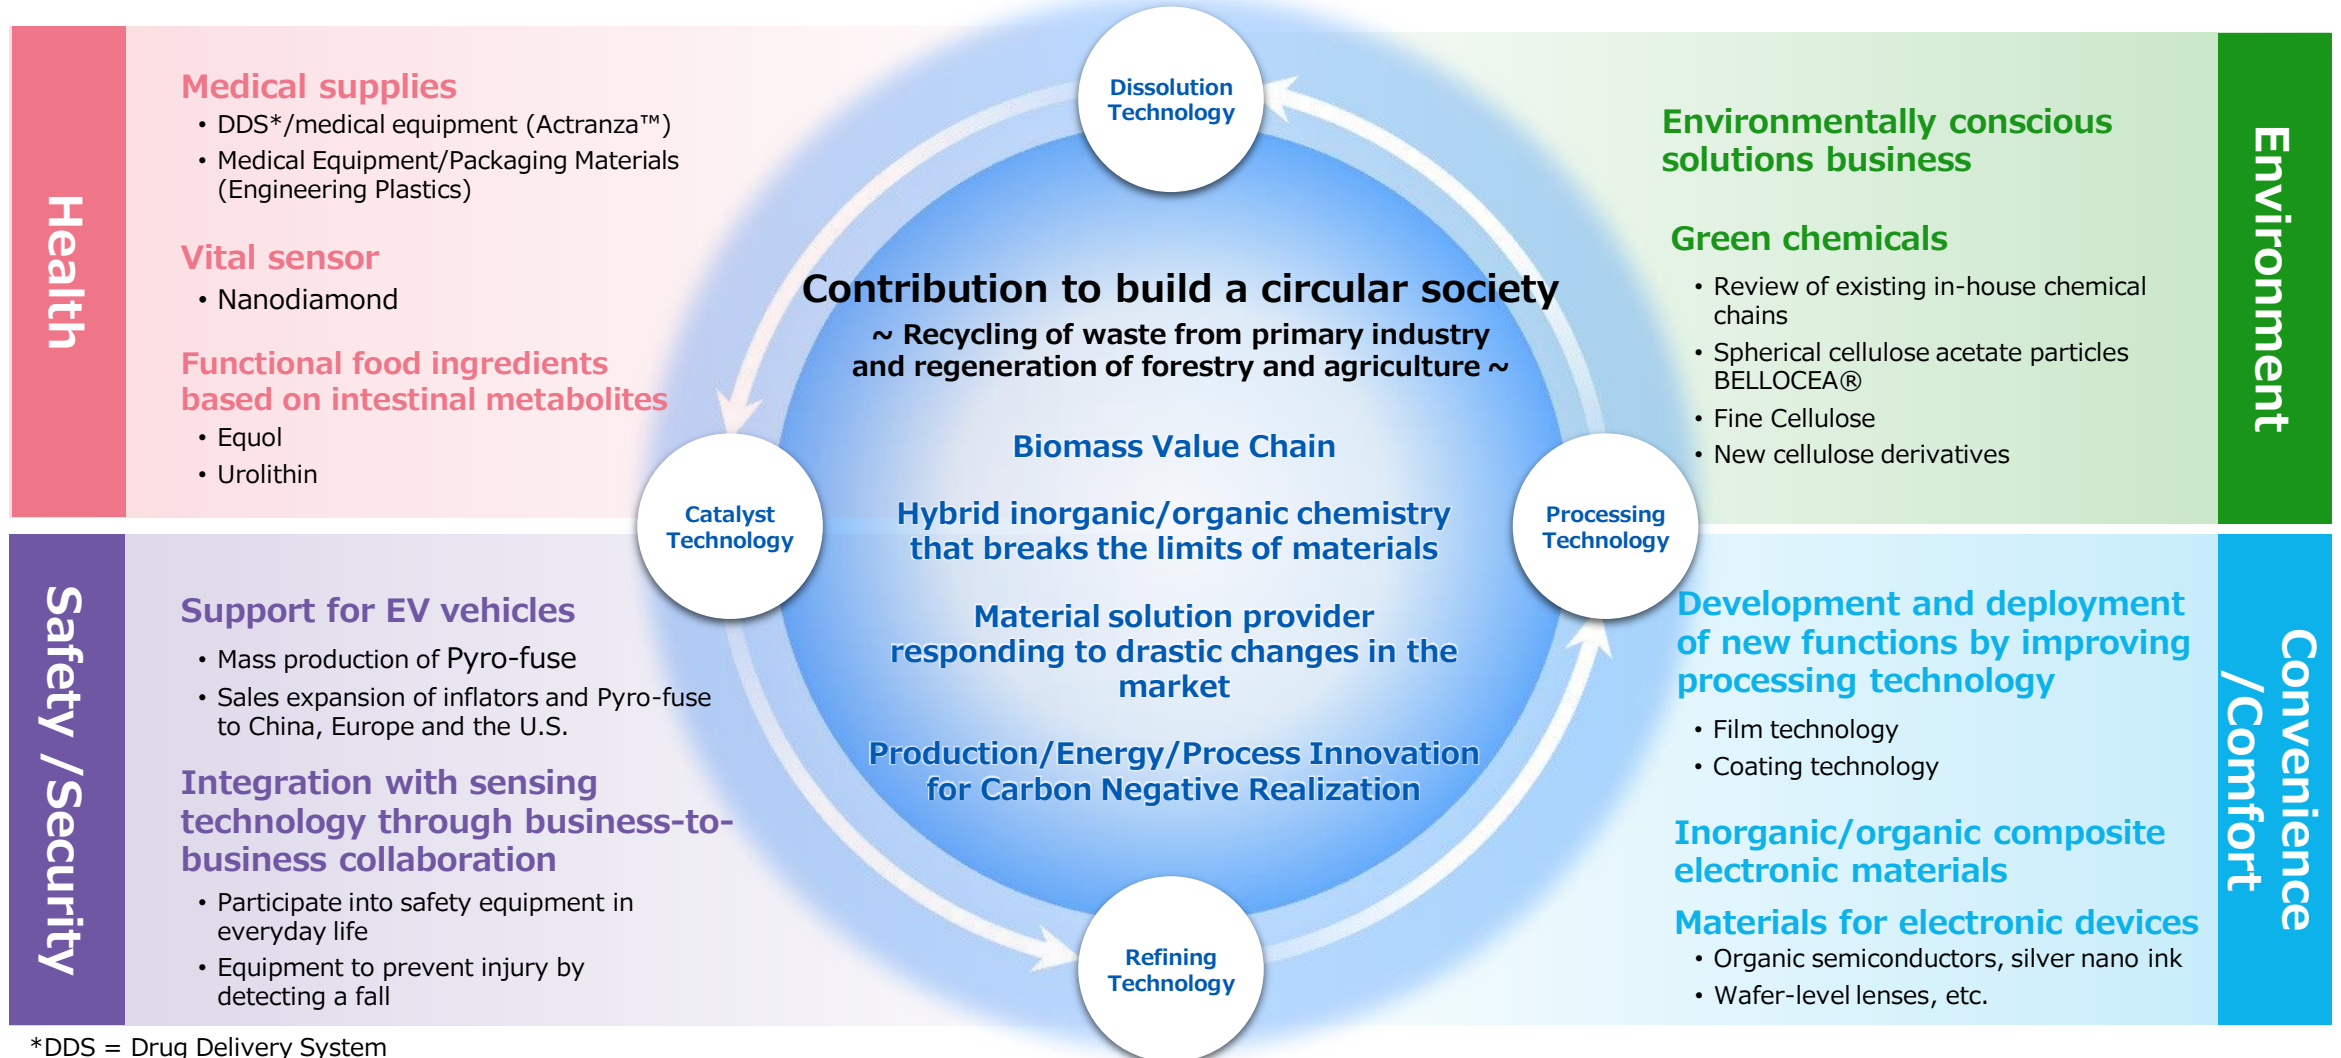 Health
Medical supplies
• DDS*/medical equipment (Actranza™)
• Medical Equipment/Packaging Materials
(Engineering Plastics)
Vital sensor
• Nanodiamond
Functional food ingredients
based on intestinal metabolites
• Equol
• Urolithin
Safety /Security
Support for EV vehicles
• Mass production of Pyro-fuse
• Sales expansion of inflators and Pyro-fuse
to China, Europe and the U.S.
Integration with sensing
technology through business-to-
business collaboration
• Participate into safety equipment in
everyday life
• Equipment to prevent injury by
detecting a fall
*DDS = Drug Delivery System
Dissolution
Technology
Catalyst
Technology
Processing
Technology
Refining
Technology
Contribution to build a circular society
~ Recycling of waste from primary industry
and regeneration of forestry and agriculture ~
Biomass Value Chain
Hybrid inorganic/organic chemistry
that breaks the limits of materials
Material solution provider
responding to drastic changes in the
market
Production/Energy/Process Innovation
for Carbon Negative Realization
Environment
Environmentally conscious
solutions business
Green chemicals
• Review of existing in-house chemical
chains
• Spherical cellulose acetate particles
BELLOCEA®
• Fine Cellulose
• New cellulose derivatives
Convenience
/Comfort
Development and deployment
of new functions by improving
processing technology
• Film technology
• Coating technology
Inorganic/organic composite
electronic materials
Materials for electronic devices
• Organic semiconductors, silver nano ink
• Wafer-level lenses, etc.